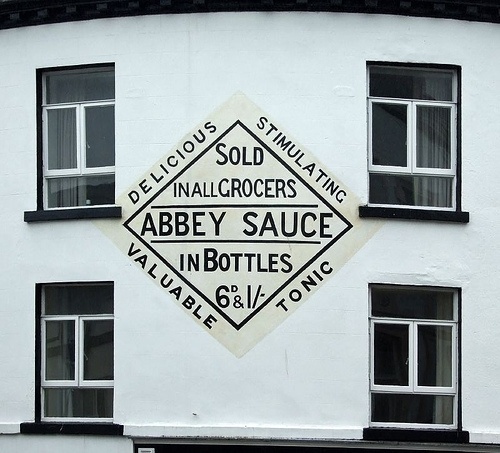 DELICIOUS
STIMULATING
SOLD
IN ALL GROCERS
ABBEY SAUCE
IN BOTTLES
6D & 1/-
VALUABLE
TONIC